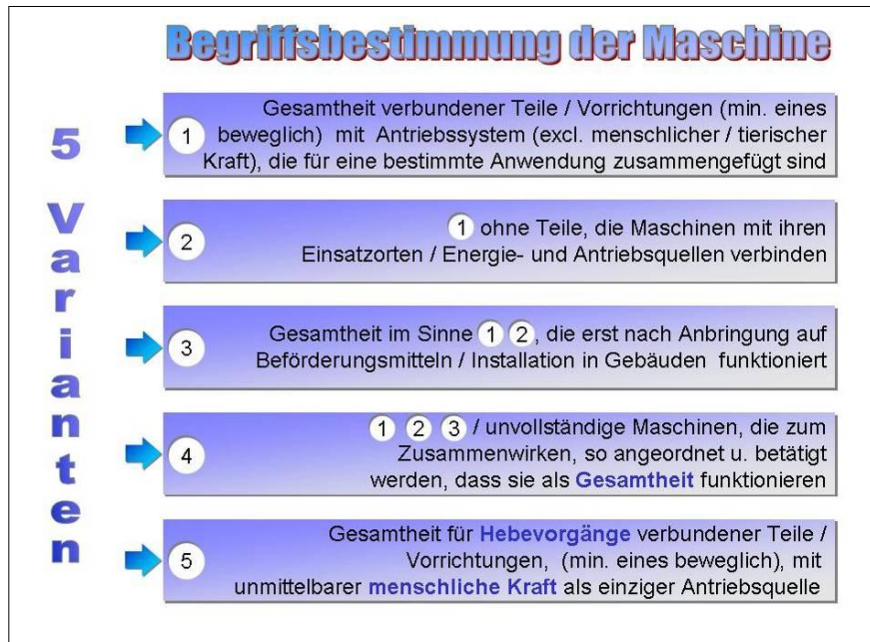 Begriffsbestimmung der Maschine
5 Varianten
1
Gesamtheit verbundener Teile / Vorrichtungen (min. eines
beweglich) mit Antriebssystem (excl. menschlicher / tierischer
Kraft), die für eine bestimmte Anwendung zusammengefügt sind
2
1 ohne Teile, die Maschinen mit ihren
Einsatzorten / Energie- und Antriebsquellen verbinden
3
Gesamtheit im Sinne 1 2, die erst nach Anbringung auf
Beförderungsmitteln / Installation in Gebäuden funktioniert
4
1 2 3 / unvollständige Maschinen, die zum
Zusammenwirken, so angeordnet u. betätigt
werden, dass sie als Gesamtheit funktionieren
5
Gesamtheit für Hebevorgänge verbundener Teile /
Vorrichtungen, (min. eines beweglich), mit
unmittelbarer menschliche Kraft als einziger Antriebsquelle